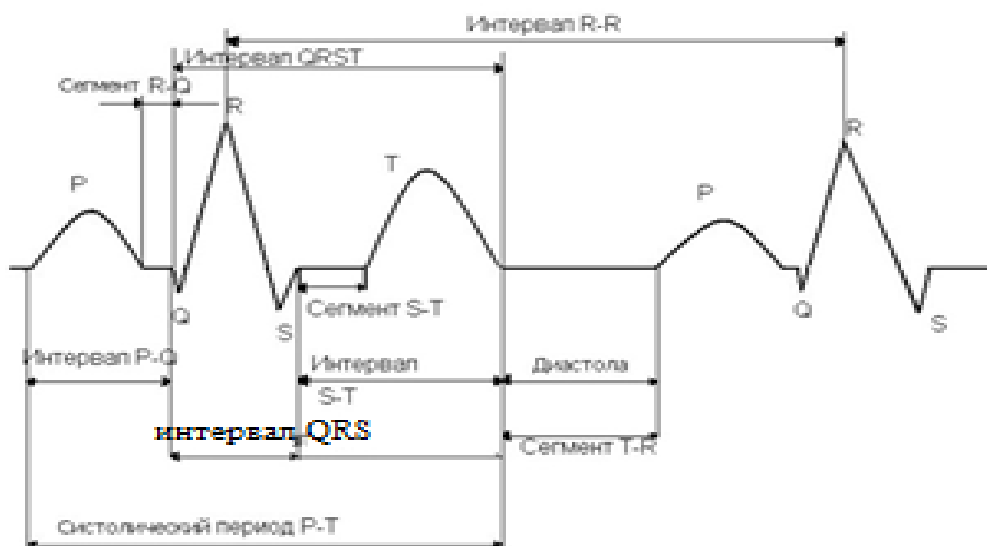 Интервал R-R
Интервал QRST
Сегмент R-Q
R
R
P
T
P
Q
S
Сегмент S-T
Q
S
Интервал P-Q
Интервал
S-T
Диастола
интервал QRS
Сегмент T-R
Систолический период P-T